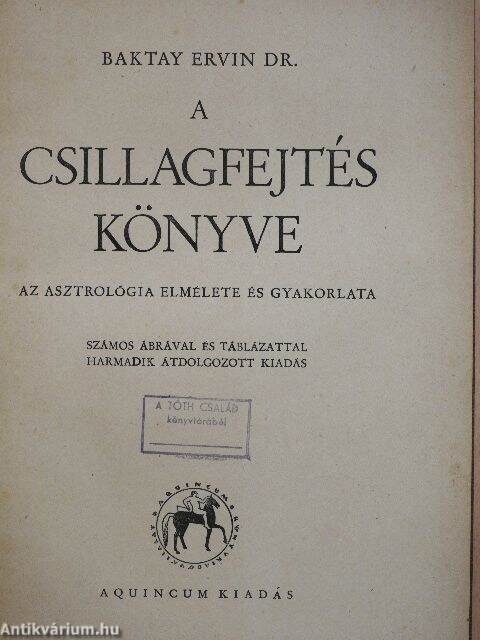 BAKTAY ERVIN DR.
A
CSILLAGFEJTÉS
KÖNYVE
AZ ASZTROLÓGIA ELMÉLETE ÉS GYAKORLATA
SZÁMOS ÁBRÁVAL ÉS TÁBLÁZATTAL
HARMADIK ÁTDOLGOZOTT KIADÁS
A TÓTH CSALÁD
könyvtárából
AQUINCUM KIADÁS
Antikvárium.hu